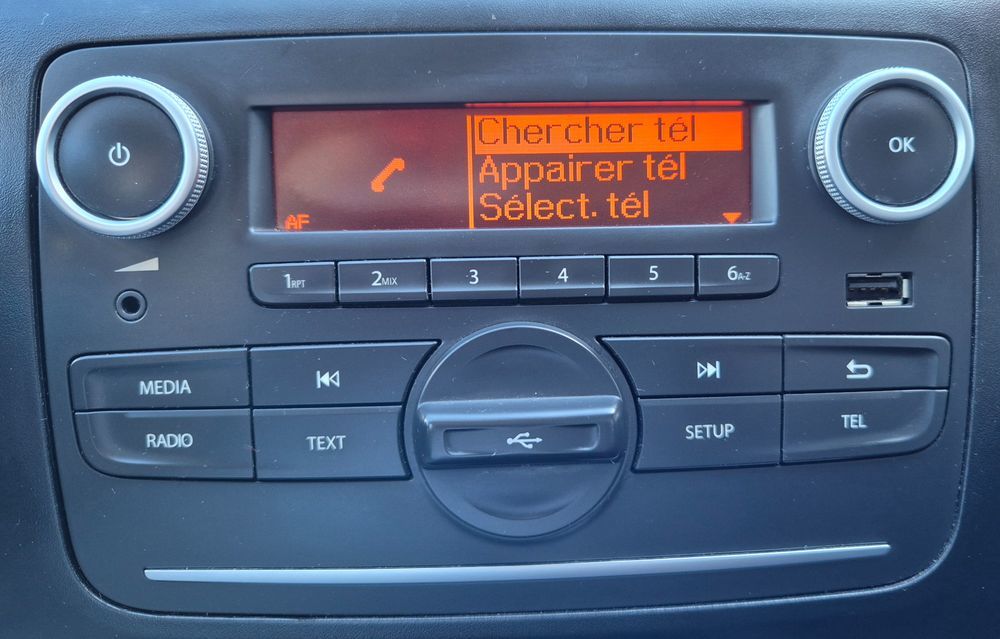 Chercher tél
Appairer tél
Sélect. tél
AF
OK
1RPT 2MIX 3 4 5 6A-Z
MEDIA
RADIO TEXT SETUP TEL